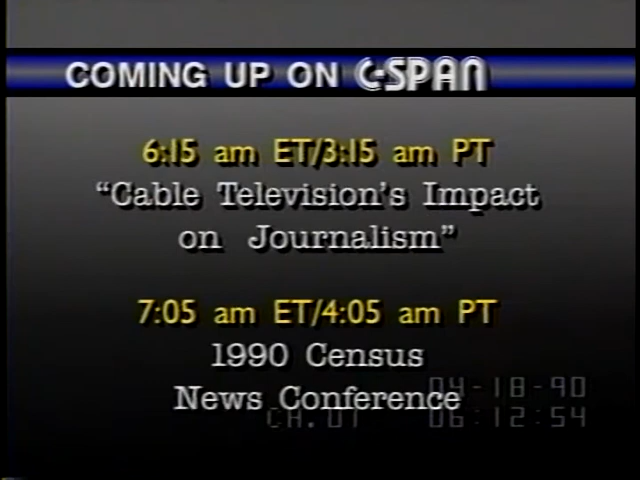 COMING UP ON C-SPAN
6:15 am ET/3:15 am PT
"Cable Television's Impact
on Journalism"
7:05 am ET/4:05 am PT
1990 Census
News Conference
04-18-90
CH.01 06:12:54